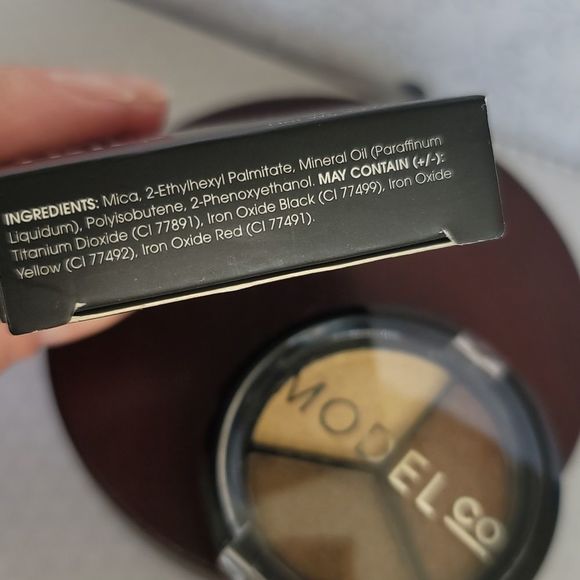 INGREDIENTS: Mica, 2-Ethylhexyl Palmitate, Mineral Oil (Paraffinum
Liquidum), Polyisobutene, 2-Phenoxyethanol. MAY CONTAIN (+/-):
Titanium Dioxide (CI 77891), Iron Oxide Black (CI 77499), Iron Oxide
Yellow (CI 77492), Iron Oxide Red (CI 77491).
MODEL
CO